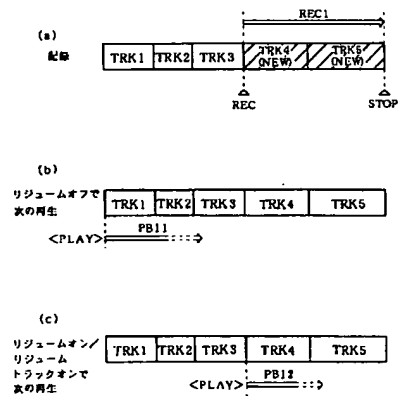 REC1
(a)
記録
TRK1 TRK2 TRK3 TRK4 (NEW) TRK5 (NEW)
REC STOP
(b)
リジュームオフで
次の再生
TRK1 TRK2 TRK3 TRK4 TRK5
<PLAY> PB11
(c)
リジュームオン/
リジューム
トラックオンで
次の再生
TRK1 TRK2 TRK3 TRK4 TRK5
<PLAY> PB12